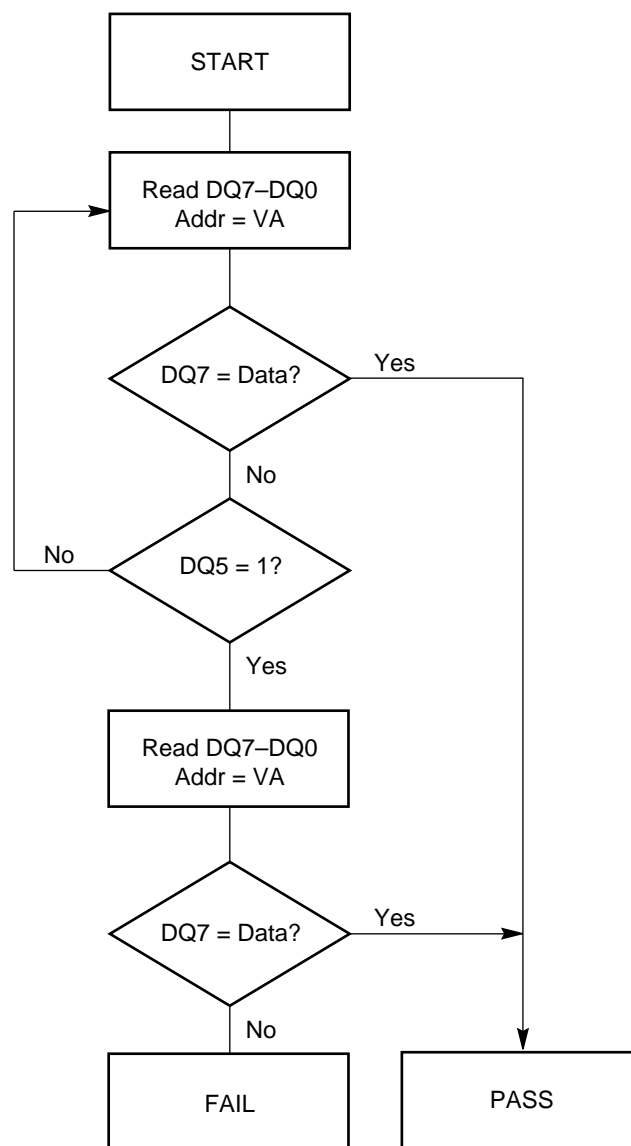 START
Read DQ7–DQ0
Addr = VA
DQ7 = Data?
Yes
No
No
DQ5 = 1?
Yes
Read DQ7–DQ0
Addr = VA
DQ7 = Data?
Yes
No
FAIL
PASS